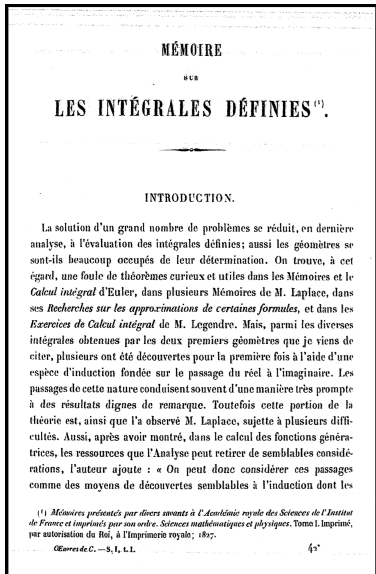 MÉMOIRE
SUR
LES INTÉGRALES DÉFINIES (1).
INTRODUCTION.
La solution d'un grand nombre de problèmes se réduit, en dernière
analyse, à l'évaluation des intégrales définies; aussi les géomètres se
sont-ils beaucoup occupés de leur détermination. On trouve, à cet
égard, une foule de théorèmes curieux et utiles dans les Mémoires et le
Calcul intégral d'Euler, dans plusieurs Mémoires de M. Laplace, dans
ses Recherches sur les approximations de certaines formules, et dans les
Exercices de Calcul intégral de M. Legendre. Mais, parmi les diverses
intégrales obtenues par les deux premiers géomètres que je viens de
citer, plusieurs ont été découvertes pour la première fois à l'aide d'une
espèce d'induction fondée sur le passage du réel à l'imaginaire. Les
passages de cette nature conduisent souvent d'une manière très prompte
à des résultats dignes de remarque. Toutefois cette portion de la
théorie est, ainsi que l'a observé M. Laplace, sujette à plusieurs diffi-
cultés. Aussi, après avoir montré, dans le calcul des fonctions généra-
trices, les ressources que l'Analyse peut retirer de semblables considé-
rations, l'auteur ajoute : « On peut donc considérer ces passages
comme des moyens de découvertes semblables à l'induction dont les
(1) Mémoires présentés par divers savants à l'Académie royale des Sciences de l'Institut
de France et imprimés par son ordre. Sciences mathématiques et physiques. Tome I. Imprimé,
par autorisation du Roi, à l'Imprimerie royale; 1827.
Œuvres de C. — S. I, t. I. 42*